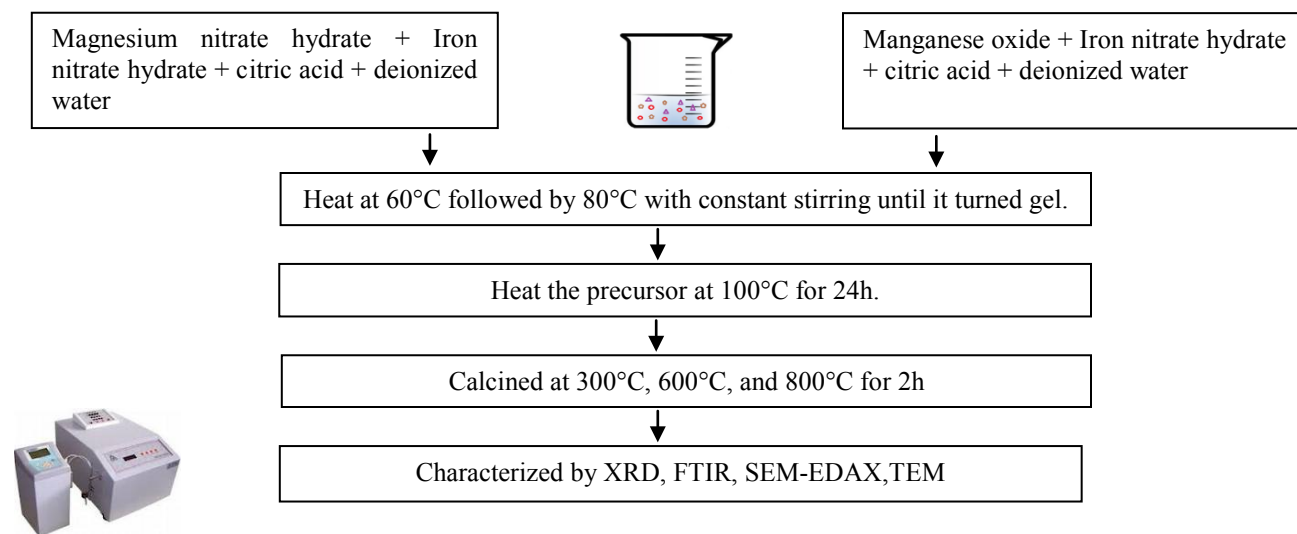 Magnesium nitrate hydrate + Iron
nitrate hydrate + citric acid + deionized
water
Manganese oxide + Iron nitrate hydrate
+ citric acid + deionized water
Heat at 60°C followed by 80°C with constant stirring until it turned gel.
Heat the precursor at 100°C for 24h.
Calcined at 300°C, 600°C, and 800°C for 2h
Characterized by XRD, FTIR, SEM-EDAX,TEM